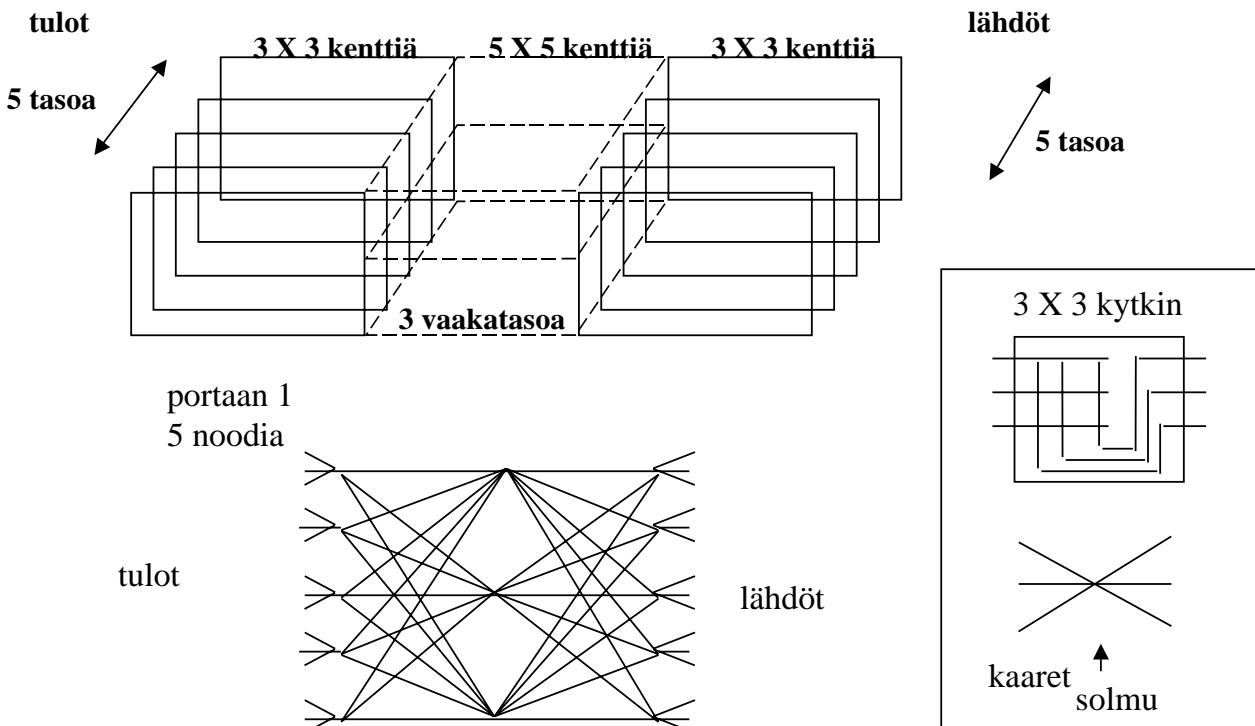 tulot
lähdöt
3 X 3 kenttiä
5 X 5 kenttiä
3 X 3 kenttiä
5 tasoa
5 tasoa
3 vaakatasoa
3 X 3 kytkin
portaan 1
5 noodia
tulot
lähdöt
kaaret
solmu